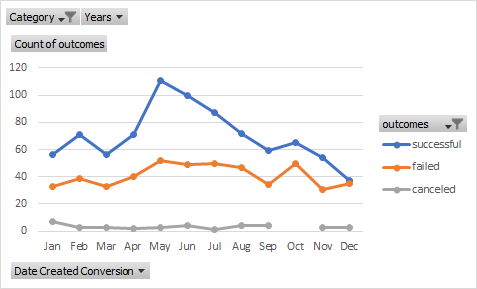 Category Years
Count of outcomes
120
100
80
60
40
20
0
Jan Feb Mar Apr May Jun Jul Aug Sep Oct Nov Dec
outcomes
successful
failed
canceled
Date Created Conversion